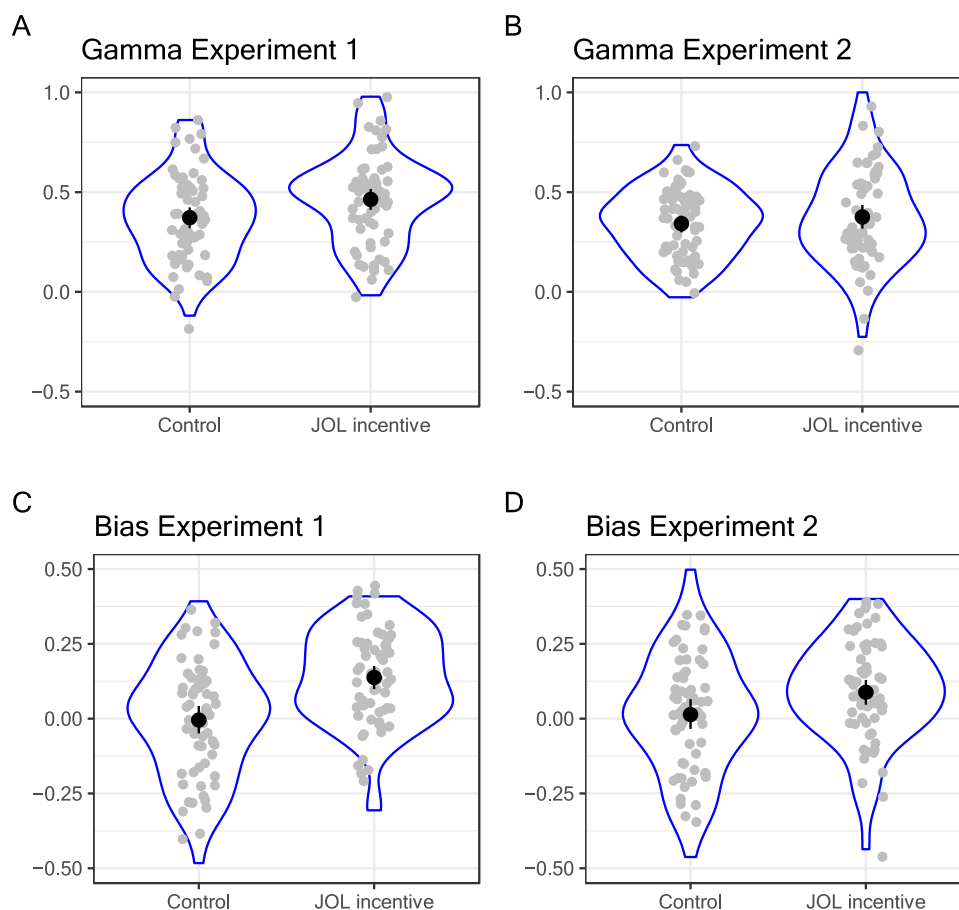 A
Gamma Experiment 1
1.0
0.5
0.0
−0.5
Control
JOL incentive
B
Gamma Experiment 2
1.0
0.5
0.0
−0.5
Control
JOL incentive
C
Bias Experiment 1
0.50
0.25
0.00
−0.25
−0.50
Control
JOL incentive
D
Bias Experiment 2
0.50
0.25
0.00
−0.25
−0.50
Control
JOL incentive